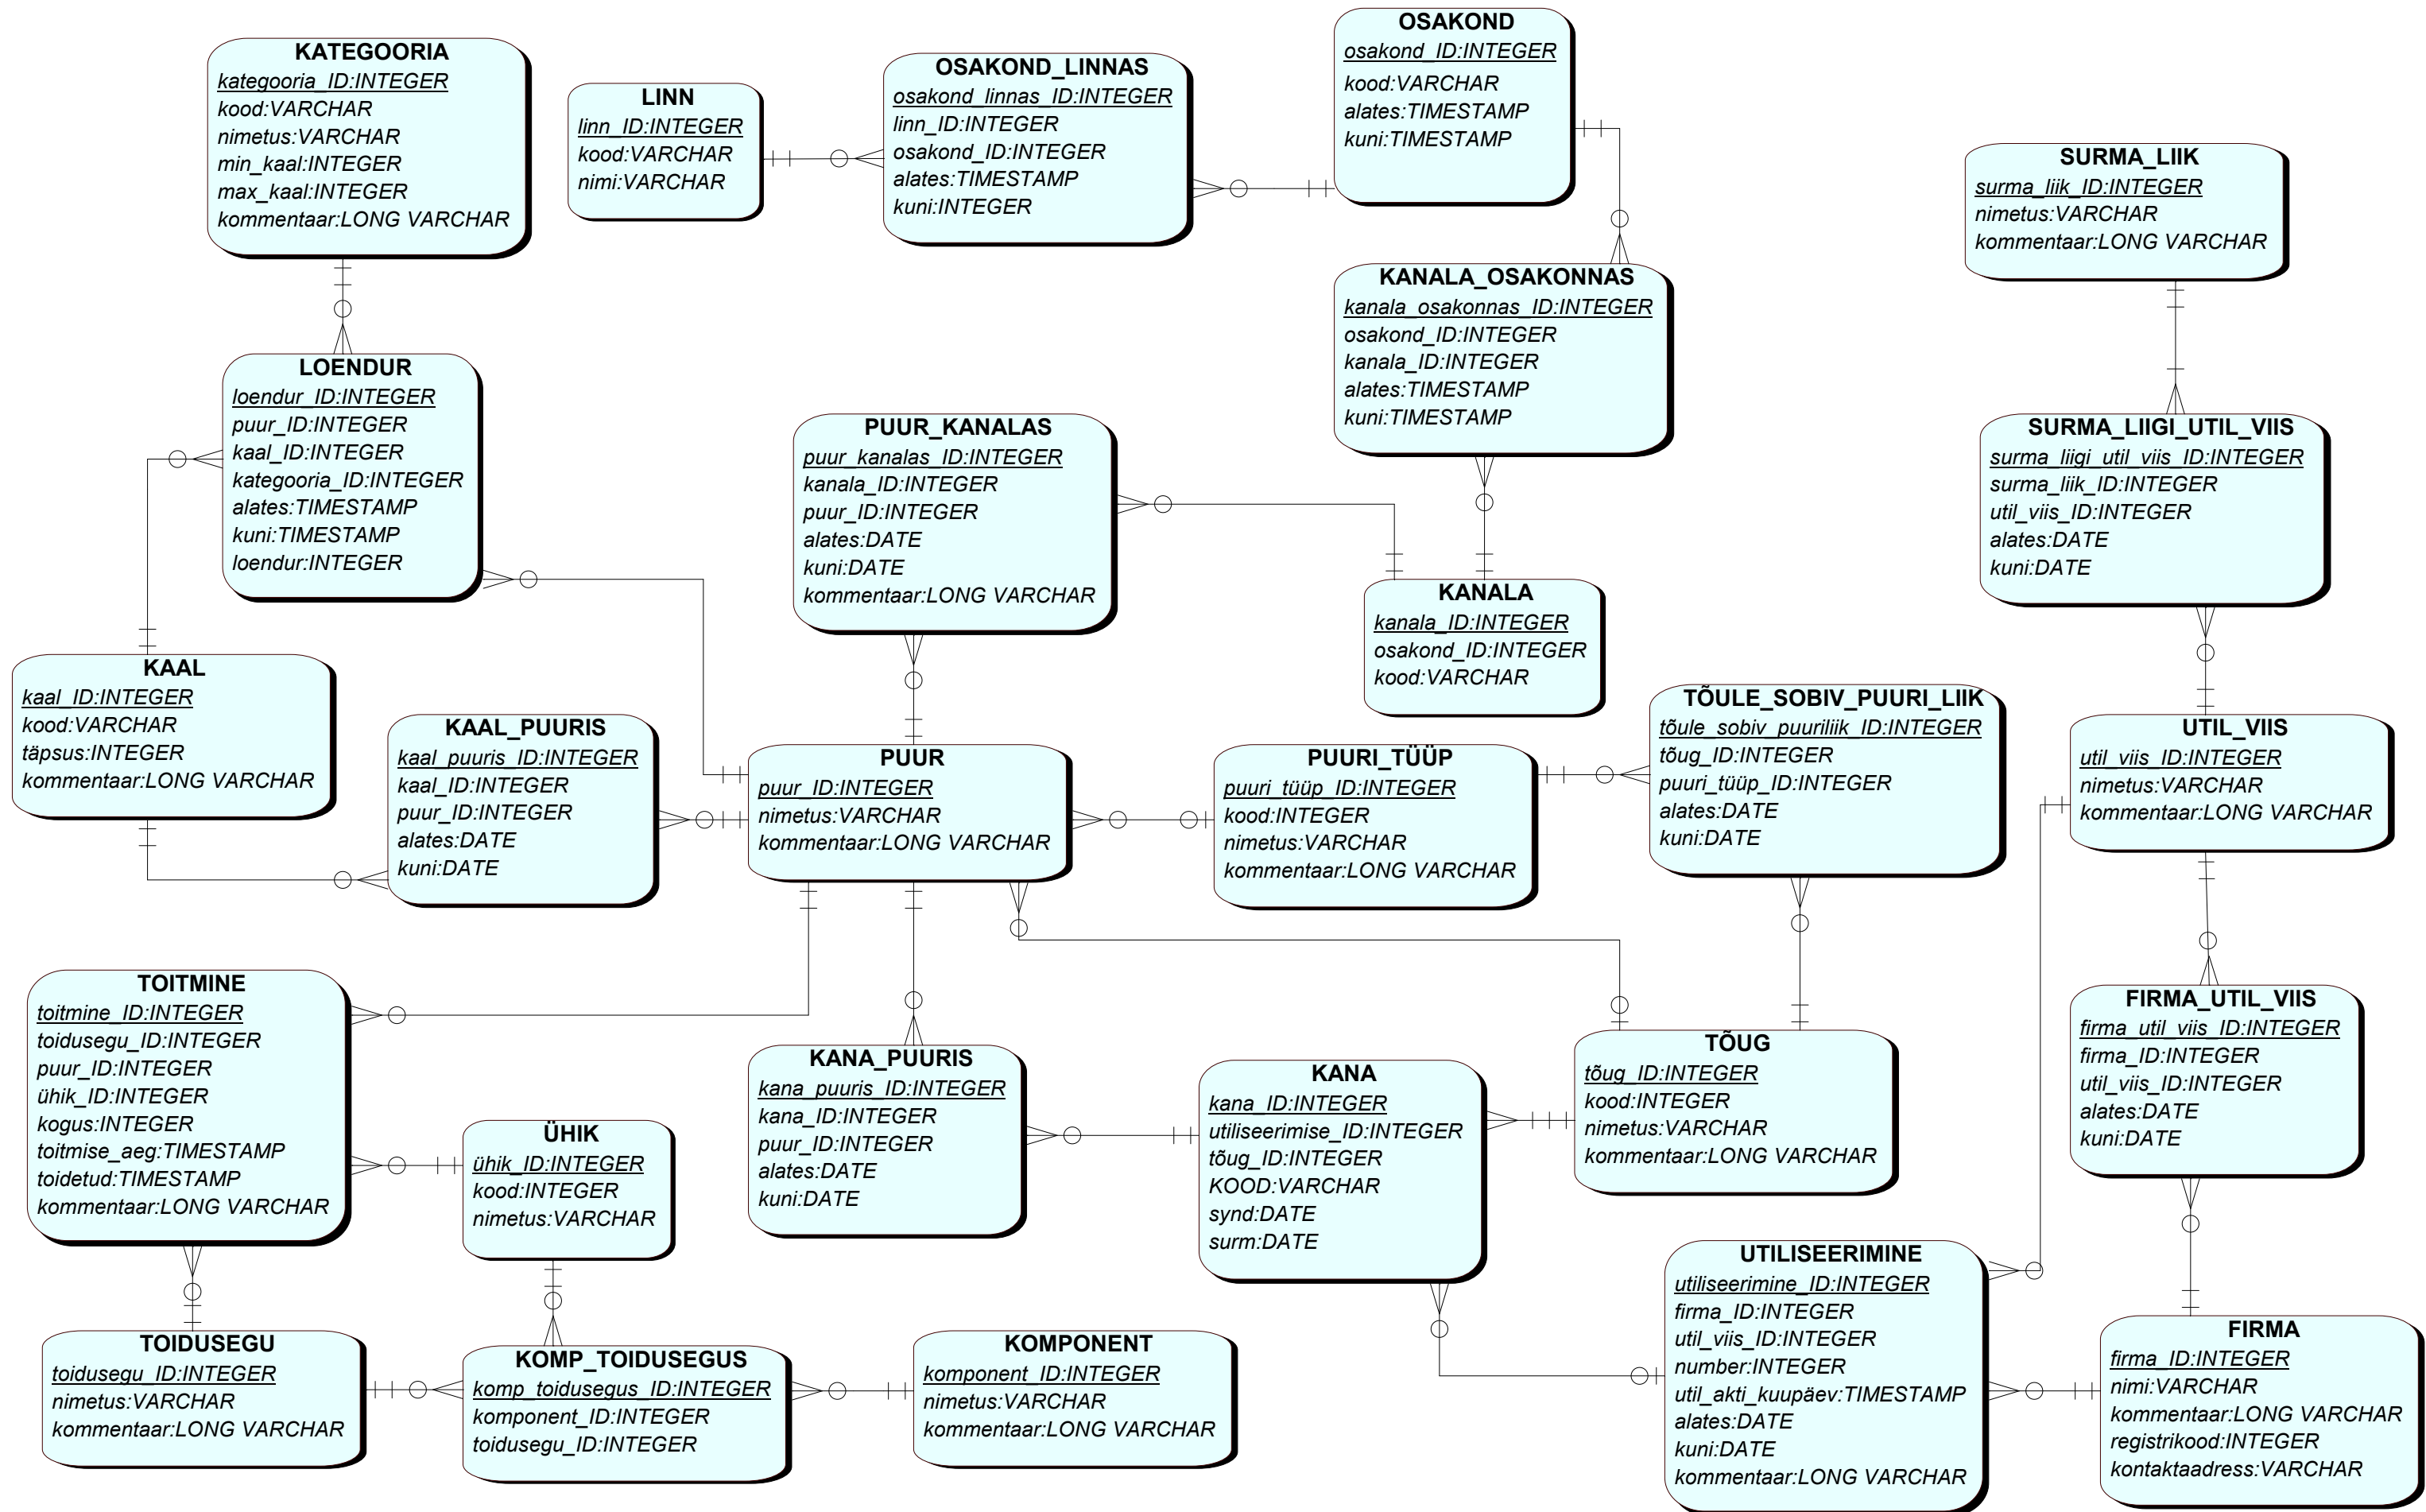 KATEGOORIA
kategooria_ID:INTEGER
kood:VARCHAR
nimetus:VARCHAR
min_kaal:INTEGER
max_kaal:INTEGER
kommentaar:LONG VARCHAR
LINN
linn_ID:INTEGER
kood:VARCHAR
nimi:VARCHAR
OSAKOND_LINNAS
osakond_linnas_ID:INTEGER
linn_ID:INTEGER
osakond_ID:INTEGER
alates:TIMESTAMP
kuni:INTEGER
OSAKOND
osakond_ID:INTEGER
kood:VARCHAR
alates:TIMESTAMP
kuni:TIMESTAMP
SURMA_LIIK
surma_liik_ID:INTEGER
nimetus:VARCHAR
kommentaar:LONG VARCHAR
LOENDUR
loendur_ID:INTEGER
puur_ID:INTEGER
kaal_ID:INTEGER
kategooria_ID:INTEGER
alates:TIMESTAMP
kuni:TIMESTAMP
loendur:INTEGER
PUUR_KANALAS
puur_kanalas_ID:INTEGER
kanala_ID:INTEGER
puur_ID:INTEGER
alates:DATE
kuni:DATE
kommentaar:LONG VARCHAR
KANALA_OSAKONNAS
kanala_osakonnas_ID:INTEGER
osakond_ID:INTEGER
kanala_ID:INTEGER
alates:TIMESTAMP
kuni:TIMESTAMP
SURMA_LIIGI_UTIL_VIIS
surma_liigi_util_viis_ID:INTEGER
surma_liik_ID:INTEGER
util_viis_ID:INTEGER
alates:DATE
kuni:DATE
KANALA
kanala_ID:INTEGER
osakond_ID:INTEGER
kood:VARCHAR
KAAL
kaal_ID:INTEGER
kood:VARCHAR
täpsus:INTEGER
kommentaar:LONG VARCHAR
KAAL_PUURIS
kaal_puuris_ID:INTEGER
kaal_ID:INTEGER
puur_ID:INTEGER
alates:DATE
kuni:DATE
PUUR
puur_ID:INTEGER
nimetus:VARCHAR
kommentaar:LONG VARCHAR
PUURI_TÜÜP
puuri_tüüp_ID:INTEGER
kood:INTEGER
nimetus:VARCHAR
kommentaar:LONG VARCHAR
TÕULE_SOBIV_PUURI_LIIK
tõule_sobiv_puuriliik_ID:INTEGER
tõug_ID:INTEGER
puuri_tüüp_ID:INTEGER
alates:DATE
kuni:DATE
UTIL_VIIS
util_viis_ID:INTEGER
nimetus:VARCHAR
kommentaar:LONG VARCHAR
TOITMINE
toitmine_ID:INTEGER
toidusegu_ID:INTEGER
puur_ID:INTEGER
ühik_ID:INTEGER
kogus:INTEGER
toitmise_aeg:TIMESTAMP
toidetud:TIMESTAMP
kommentaar:LONG VARCHAR
ÜHIK
ühik_ID:INTEGER
kood:INTEGER
nimetus:VARCHAR
KANA_PUURIS
kana_puuris_ID:INTEGER
kana_ID:INTEGER
puur_ID:INTEGER
alates:DATE
kuni:DATE
KANA
kana_ID:INTEGER
utiliseerimise_ID:INTEGER
tõug_ID:INTEGER
KOOD:VARCHAR
synd:DATE
surm:DATE
TÕUG
tõug_ID:INTEGER
kood:INTEGER
nimetus:VARCHAR
kommentaar:LONG VARCHAR
FIRMA_UTIL_VIIS
firma_util_viis_ID:INTEGER
firma_ID:INTEGER
util_viis_ID:INTEGER
alates:DATE
kuni:DATE
TOIDUSEGU
toidusegu_ID:INTEGER
nimetus:VARCHAR
kommentaar:LONG VARCHAR
KOMP_TOIDUSEGUS
komp_toidusegus_ID:INTEGER
komponent_ID:INTEGER
toidusegu_ID:INTEGER
KOMPONENT
komponent_ID:INTEGER
nimetus:VARCHAR
kommentaar:LONG VARCHAR
UTILISEERIMINE
utiliseerimine_ID:INTEGER
firma_ID:INTEGER
util_viis_ID:INTEGER
number:INTEGER
util_akti_kuupäev:TIMESTAMP
alates:DATE
kuni:DATE
kommentaar:LONG VARCHAR
FIRMA
firma_ID:INTEGER
nimi:VARCHAR
kommentaar:LONG VARCHAR
registrikood:INTEGER
kontaktaadress:VARCHAR